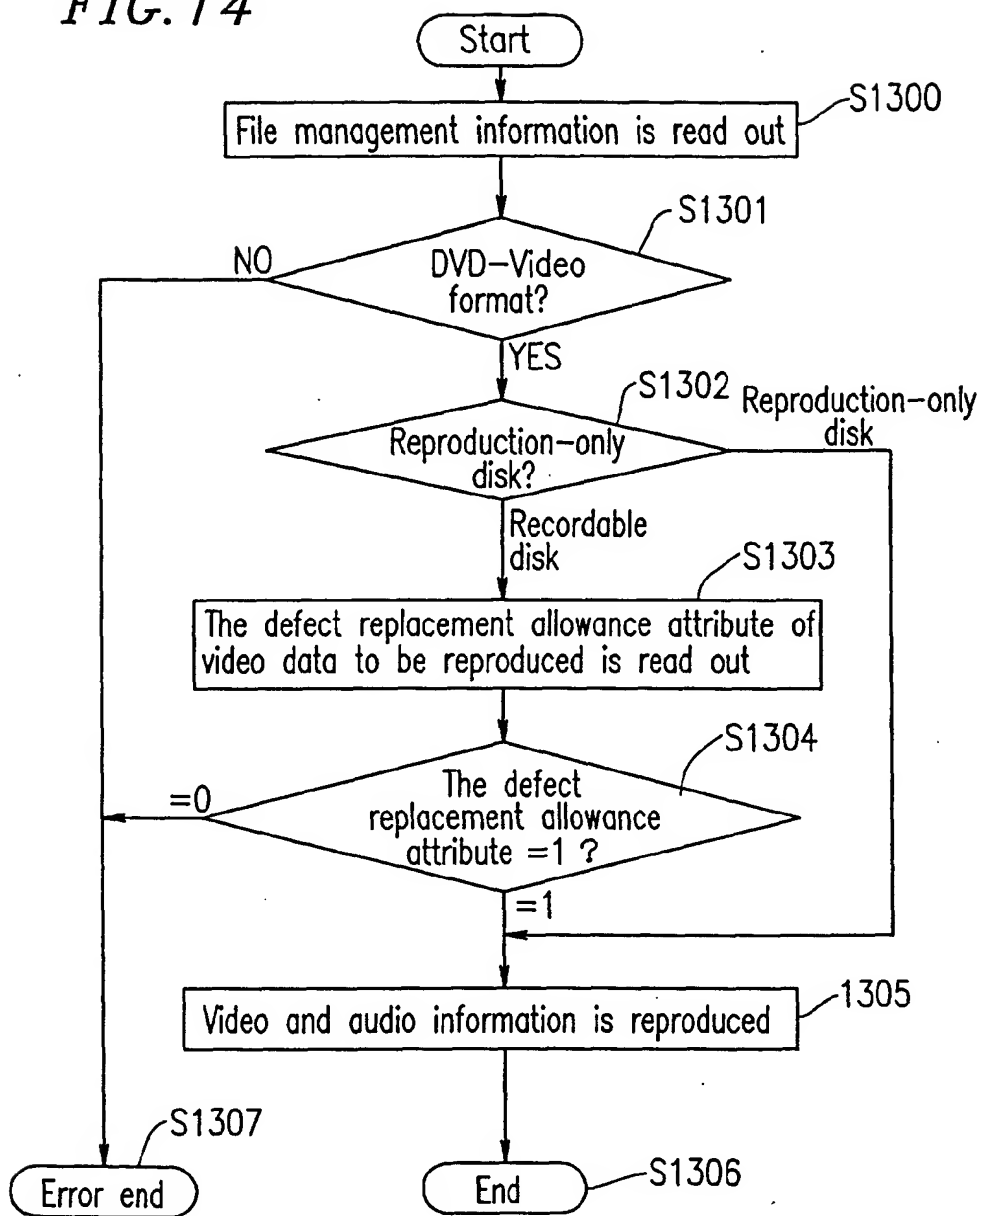 FIG. 14
Start
S1300
File management information is read out
S1301
DVD-Video
format?
NO
YES
S1302
Reproduction-only
disk
Reproduction-only
disk?
Recordable
disk
S1303
The defect replacement allowance attribute of
video data to be reproduced is read out
S1304
The defect
replacement allowance
attribute =1 ?
=0
=1
1305
Video and audio information is reproduced
S1307
Error end
S1306
End